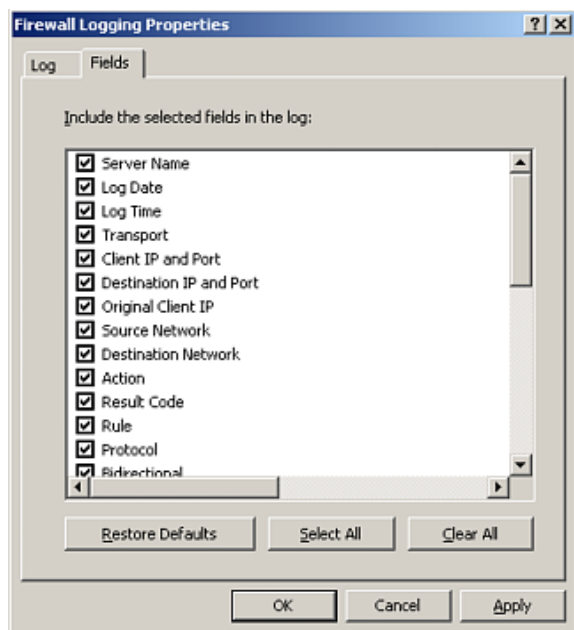 Firewall Logging Properties
Log
Fields
Include the selected fields in the log:
Server Name
Log Date
Log Time
Transport
Client IP and Port
Destination IP and Port
Original Client IP
Source Network
Destination Network
Action
Result Code
Rule
Protocol
Bidirectional
Restore Defaults
Select All
Clear All
OK
Cancel
Apply